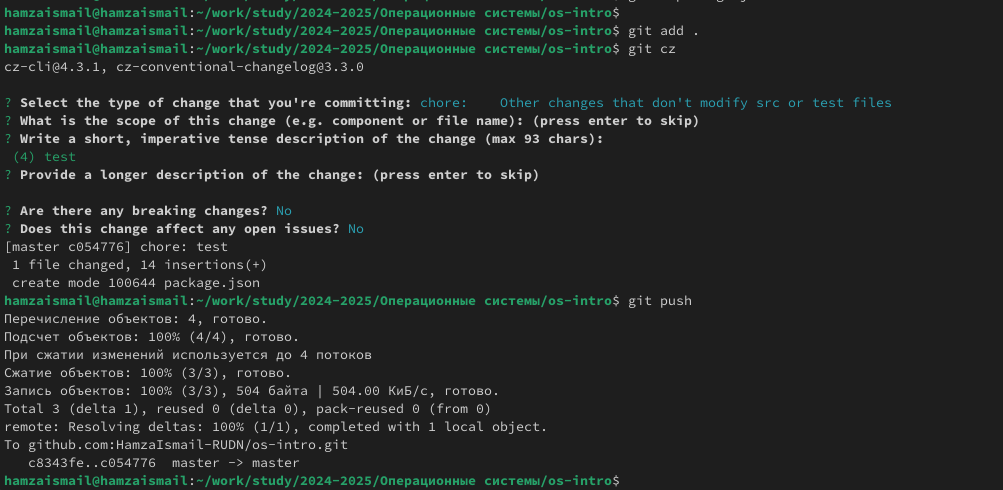 hamzaismail@hamzaismail:~/work/study/2024-2025/Операционные системы/os-intro$
hamzaismail@hamzaismail:~/work/study/2024-2025/Операционные системы/os-intro$ git add .
hamzaismail@hamzaismail:~/work/study/2024-2025/Операционные системы/os-intro$ git cz
cz-cli@4.3.1, cz-conventional-changelog@3.3.0
? Select the type of change that you're committing: chore:    Other changes that don't modify src or test files
? What is the scope of this change (e.g. component or file name): (press enter to skip)
? Write a short, imperative tense description of the change (max 93 chars):
 (4) test
? Provide a longer description of the change: (press enter to skip)
? Are there any breaking changes? No
? Does this change affect any open issues? No
[master c054776] chore: test
 1 file changed, 14 insertions(+)
 create mode 100644 package.json
hamzaismail@hamzaismail:~/work/study/2024-2025/Операционные системы/os-intro$ git push
Перечисление объектов: 4, готово.
Подсчет объектов: 100% (4/4), готово.
При сжатии изменений используется до 4 потоков
Сжатие объектов: 100% (3/3), готово.
Запись объектов: 100% (3/3), 504 байта | 504.00 КиБ/с, готово.
Total 3 (delta 1), reused 0 (delta 0), pack-reused 0 (from 0)
remote: Resolving deltas: 100% (1/1), completed with 1 local object.
To github.com:HamzaIsmail-RUDN/os-intro.git
   c8343fe..c054776  master -> master
hamzaismail@hamzaismail:~/work/study/2024-2025/Операционные системы/os-intro$